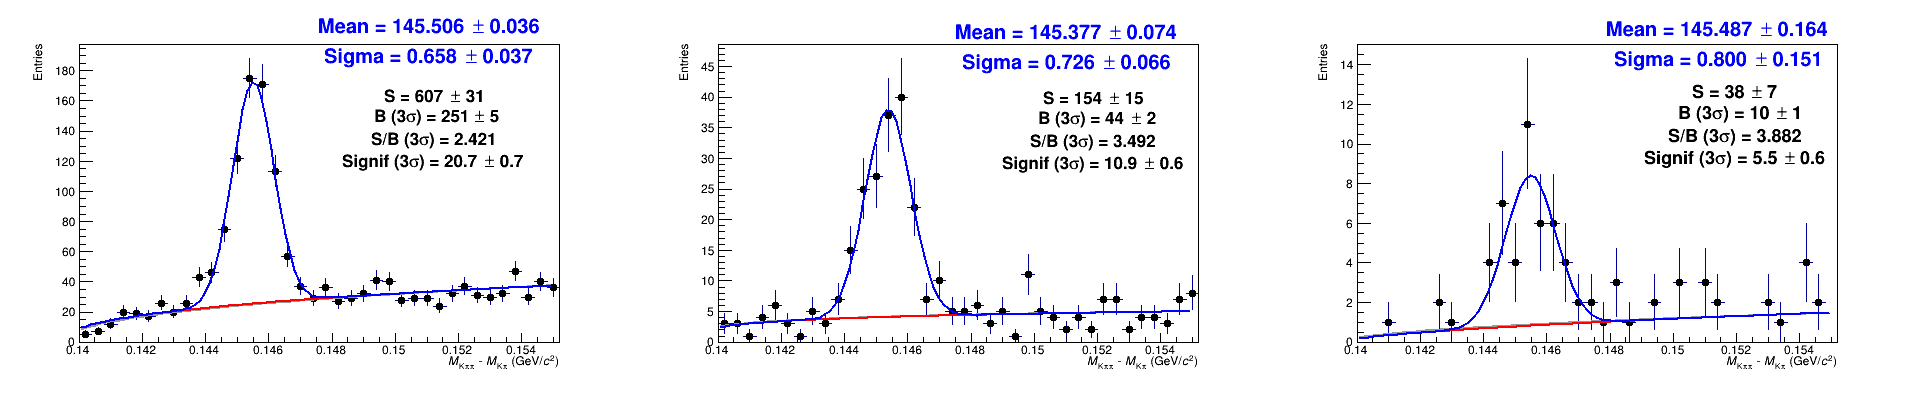 Mean = 145.506 ± 0.036
Sigma = 0.658 ± 0.037
S = 607 ± 31
B (3σ) = 251 ± 5
S/B (3σ) = 2.421
Signif (3σ) = 20.7 ± 0.7
Entries
180
160
140
120
100
80
60
40
20
0
0.14 0.142 0.144 0.146 0.148 0.15 0.152 0.154
M_Kππ - M_Kπ (GeV/c²)
Mean = 145.377 ± 0.074
Sigma = 0.726 ± 0.066
S = 154 ± 15
B (3σ) = 44 ± 2
S/B (3σ) = 3.492
Signif (3σ) = 10.9 ± 0.6
Entries
45
40
35
30
25
20
15
10
5
0
0.14 0.142 0.144 0.146 0.148 0.15 0.152 0.154
M_Kππ - M_Kπ (GeV/c²)
Mean = 145.487 ± 0.164
Sigma = 0.800 ± 0.151
S = 38 ± 7
B (3σ) = 10 ± 1
S/B (3σ) = 3.882
Signif (3σ) = 5.5 ± 0.6
Entries
14
12
10
8
6
4
2
0
0.14 0.142 0.144 0.146 0.148 0.15 0.152 0.154
M_Kππ - M_Kπ (GeV/c²)